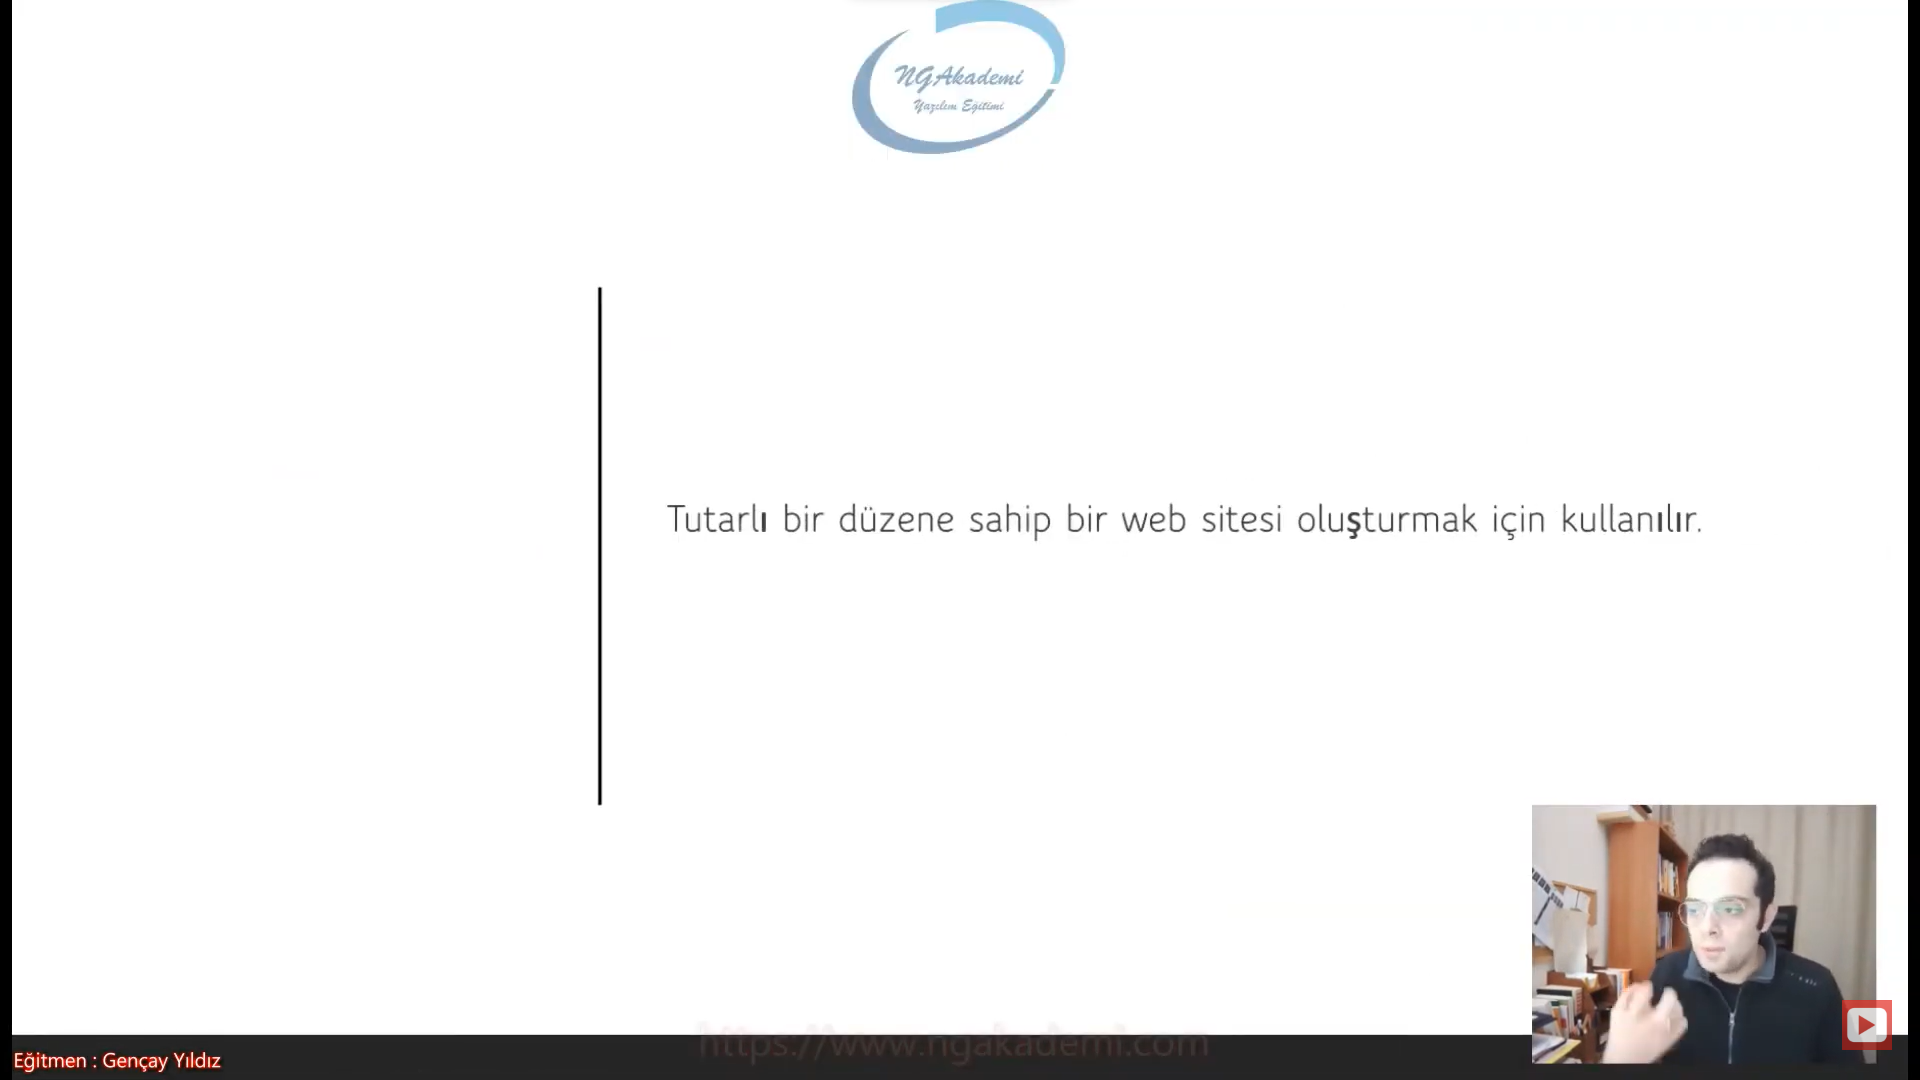 NGAkademi
Yazılım Eğitimi
Tutarlı bir düzene sahip bir web sitesi oluşturmak için kullanılır.
https://www.ngakademi.com
Eğitmen : Gençay Yıldız